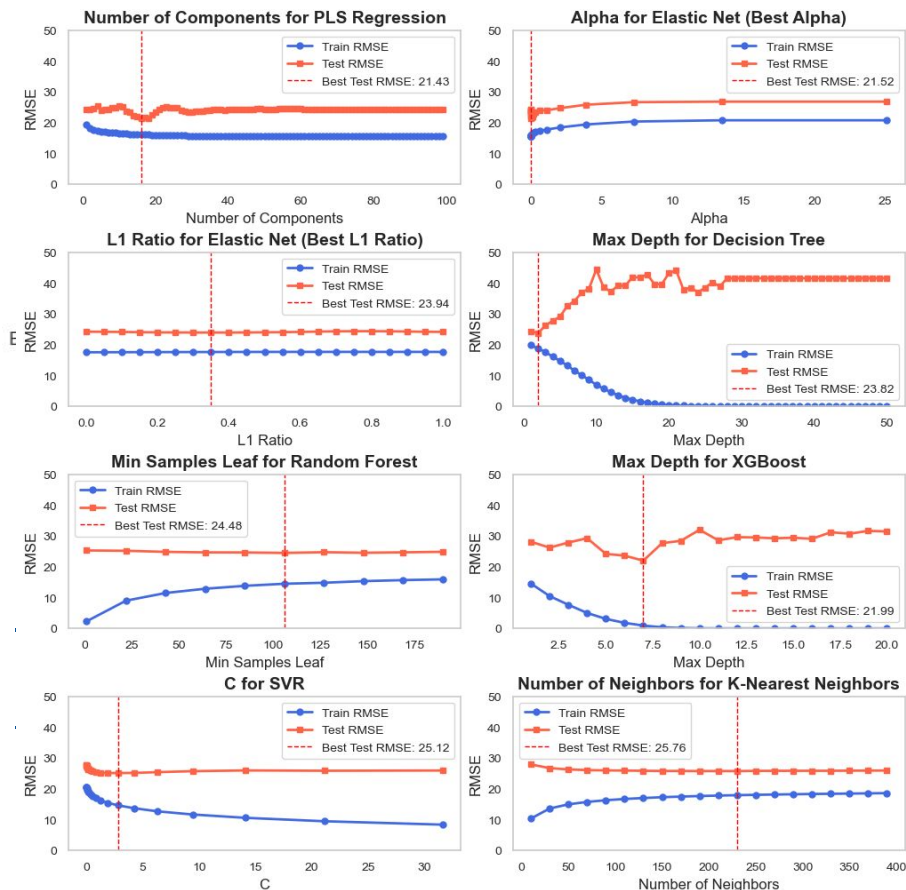 Number of Components for PLS Regression
50
40
30
20
10
0
RMSE
Train RMSE
Test RMSE
Best Test RMSE: 21.43
0 20 40 60 80 100
Number of Components
Alpha for Elastic Net (Best Alpha)
50
40
30
20
10
0
RMSE
Train RMSE
Test RMSE
Best Test RMSE: 21.52
0 5 10 15 20 25
Alpha
L1 Ratio for Elastic Net (Best L1 Ratio)
50
40
30
20
10
0
E
RMSE
Train RMSE
Test RMSE
Best Test RMSE: 23.94
0.0 0.2 0.4 0.6 0.8 1.0
L1 Ratio
Max Depth for Decision Tree
50
40
30
20
10
0
RMSE
Train RMSE
Test RMSE
Best Test RMSE: 23.82
0 10 20 30 40 50
Max Depth
Min Samples Leaf for Random Forest
50
40
30
20
10
0
RMSE
Train RMSE
Test RMSE
Best Test RMSE: 24.48
0 25 50 75 100 125 150 175
Min Samples Leaf
Max Depth for XGBoost
50
40
30
20
10
0
RMSE
Train RMSE
Test RMSE
Best Test RMSE: 21.99
2.5 5.0 7.5 10.0 12.5 15.0 17.5 20.0
Max Depth
C for SVR
50
40
30
20
10
0
RMSE
Train RMSE
Test RMSE
Best Test RMSE: 25.12
0 5 10 15 20 25 30
C
Number of Neighbors for K-Nearest Neighbors
50
40
30
20
10
0
RMSE
Train RMSE
Test RMSE
Best Test RMSE: 25.76
0 50 100 150 200 250 300 350 400
Number of Neighbors